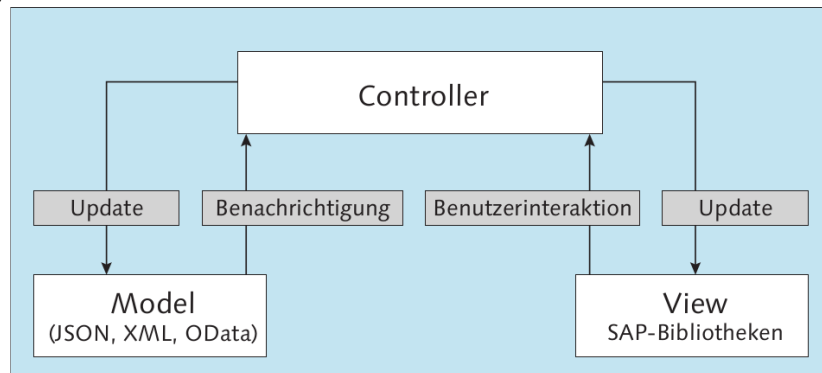 Controller
Update
Benachrichtigung
Benutzerinteraktion
Update
Model
(JSON, XML, OData)
View
SAP-Bibliotheken